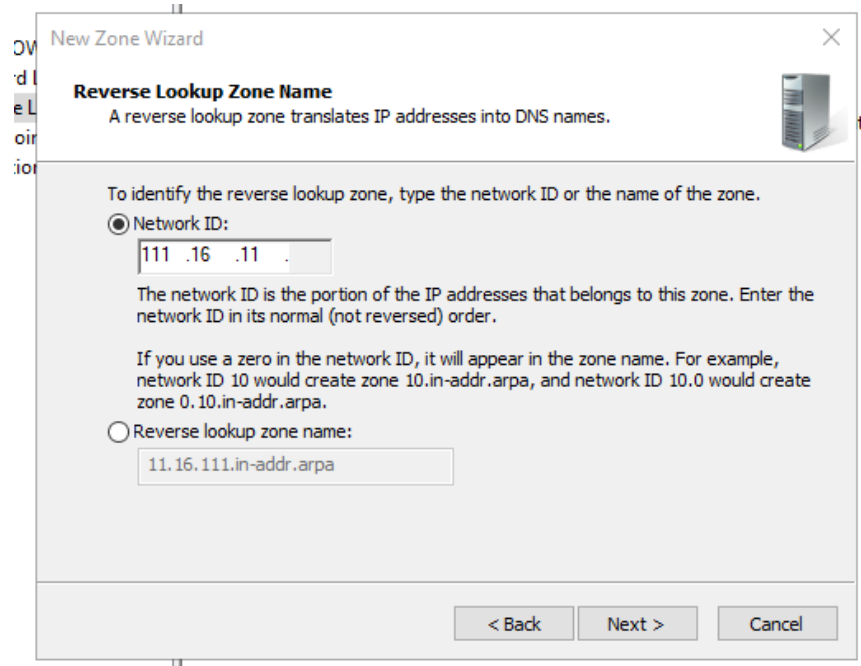 New Zone Wizard
Reverse Lookup Zone Name
A reverse lookup zone translates IP addresses into DNS names.
To identify the reverse lookup zone, type the network ID or the name of the zone.
Network ID:
111 .16 .11 .
The network ID is the portion of the IP addresses that belongs to this zone. Enter the
network ID in its normal (not reversed) order.
If you use a zero in the network ID, it will appear in the zone name. For example,
network ID 10 would create zone 10.in-addr.arpa, and network ID 10.0 would create
zone 0.10.in-addr.arpa.
Reverse lookup zone name:
11.16.111.in-addr.arpa
< Back Next > Cancel